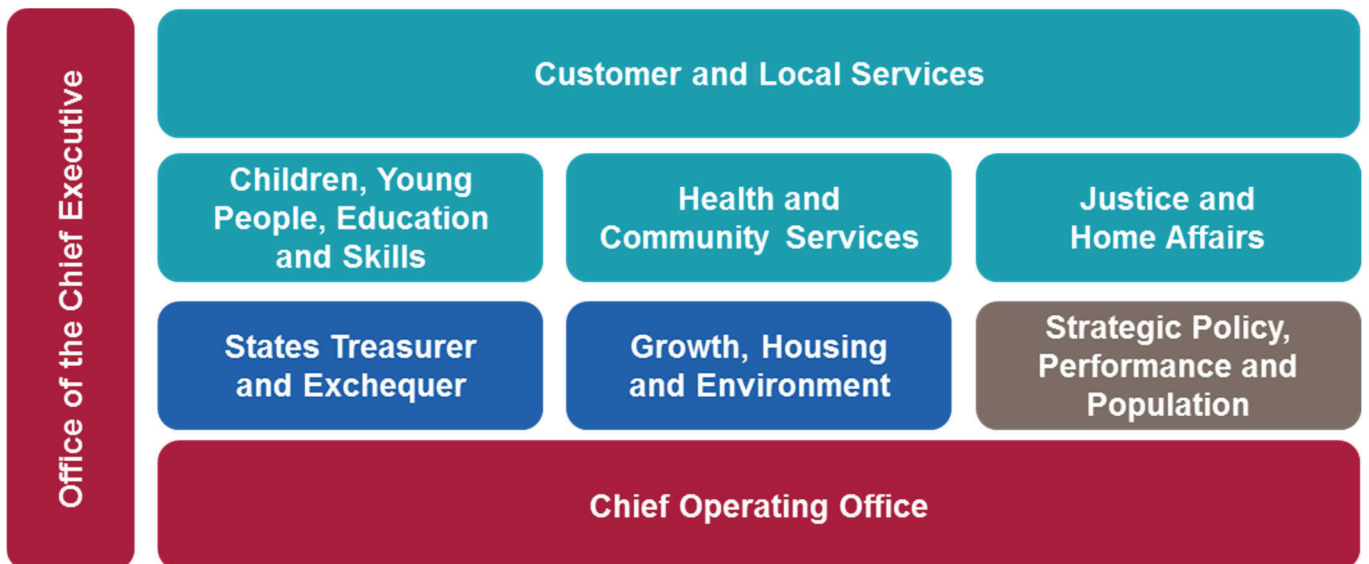 Office of the Chief Executive
Customer and Local Services
Children, Young
People, Education
and Skills
Health and
Community Services
Justice and
Home Affairs
States Treasurer
and Exchequer
Growth, Housing
and Environment
Strategic Policy,
Performance and
Population
Chief Operating Office